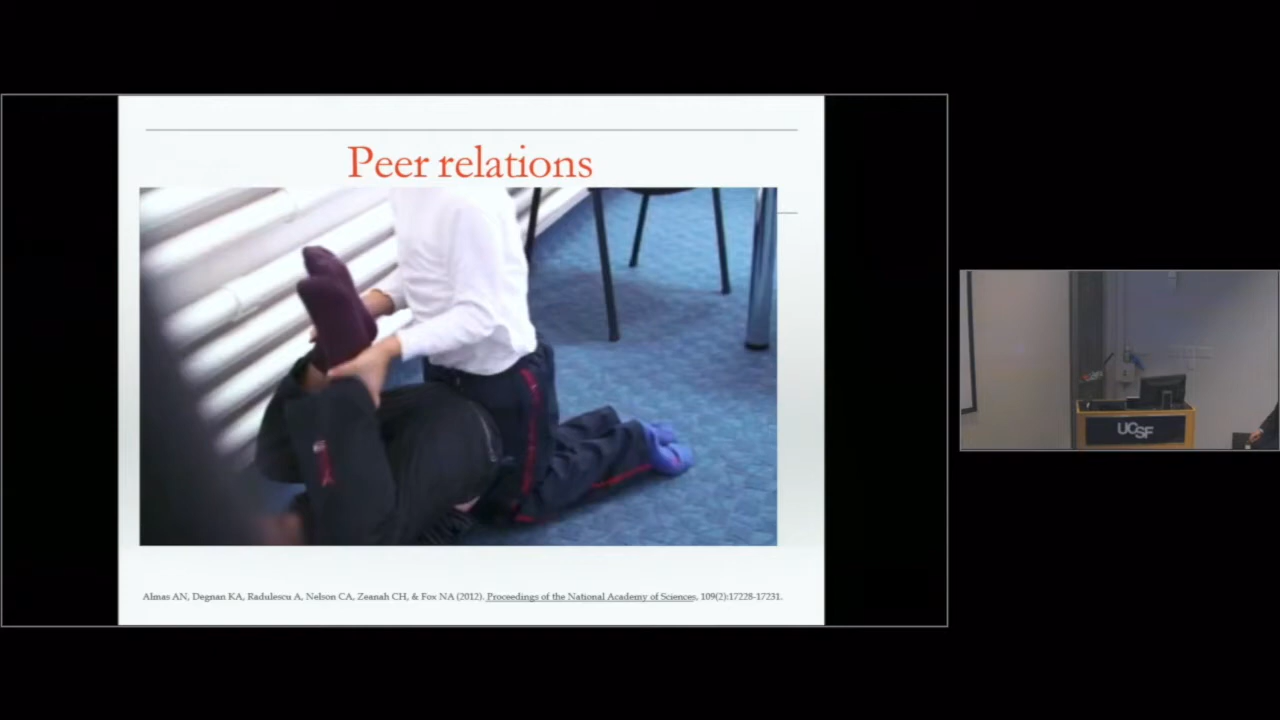 Peer relations
Almas AN, Degnan KA, Radulescu A, Nelson CA, Zeanah CH, & Fox NA (2012). Proceedings of the National Academy of Sciences, 109(2):17228-17231.
UCSF